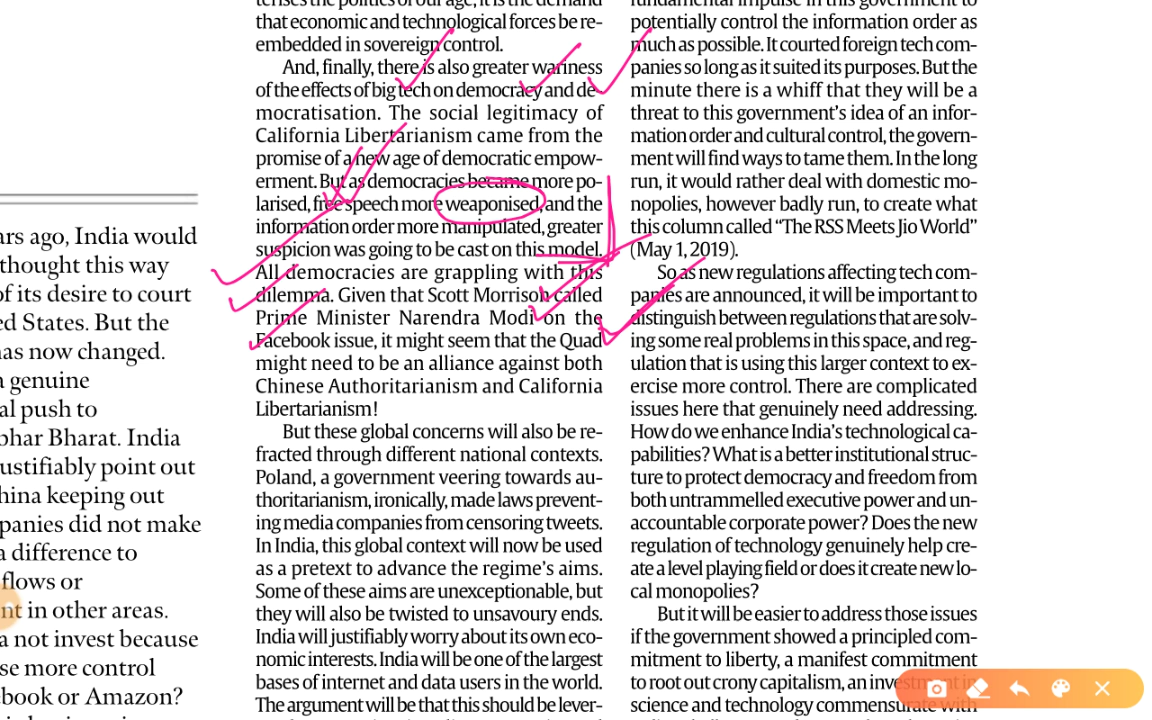 ars ago, India would
thought this way
of its desire to court
ed States. But the
has now changed.
a genuine
al push to
bhar Bharat. India
ustifiably point out
hina keeping out
panies did not make
a difference to
flows or
nt in other areas.
a not invest because
se more control
ebook or Amazon?
that economic and technological forces be re-
embedded in sovereign control.
And, finally, there is also greater wariness
of the effects of big tech on democracy and de-
mocratisation. The social legitimacy of
California Libertarianism came from the
promise of a new age of democratic empow-
erment. But as democracies became more po-
larised, free speech more weaponised, and the
information order more manipulated, greater
suspicion was going to be cast on this model.
All democracies are grappling with this
dilemma. Given that Scott Morrison called
Prime Minister Narendra Modi on the
Facebook issue, it might seem that the Quad
might need to be an alliance against both
Chinese Authoritarianism and California
Libertarianism!
But these global concerns will also be re-
fracted through different national contexts.
Poland, a government veering towards au-
thoritarianism, ironically, made laws prevent-
ing media companies from censoring tweets.
In India, this global context will now be used
as a pretext to advance the regime's aims.
Some of these aims are unexceptionable, but
they will also be twisted to unsavoury ends.
India will justifiably worry about its own eco-
nomic interests. India will be one of the largest
bases of internet and data users in the world.
The argument will be that this should be lever-
potentially control the information order as
much as possible. It courted foreign tech com-
panies so long as it suited its purposes. But the
minute there is a whiff that they will be a
threat to this government's idea of an infor-
mation order and cultural control, the govern-
ment will find ways to tame them. In the long
run, it would rather deal with domestic mo-
nopolies, however badly run, to create what
this column called “The RSS Meets Jio World”
(May 1, 2019).
So as new regulations affecting tech com-
panies are announced, it will be important to
distinguish between regulations that are solv-
ing some real problems in this space, and reg-
ulation that is using this larger context to ex-
ercise more control. There are complicated
issues here that genuinely need addressing.
How do we enhance India's technological ca-
pabilities? What is a better institutional struc-
ture to protect democracy and freedom from
both untrammelled executive power and un-
accountable corporate power? Does the new
regulation of technology genuinely help cre-
ate a level playing field or does it create new lo-
cal monopolies?
But it will be easier to address those issues
if the government showed a principled com-
mitment to liberty, a manifest commitment
to root out crony capitalism, an investment in
science and technology commensurate with